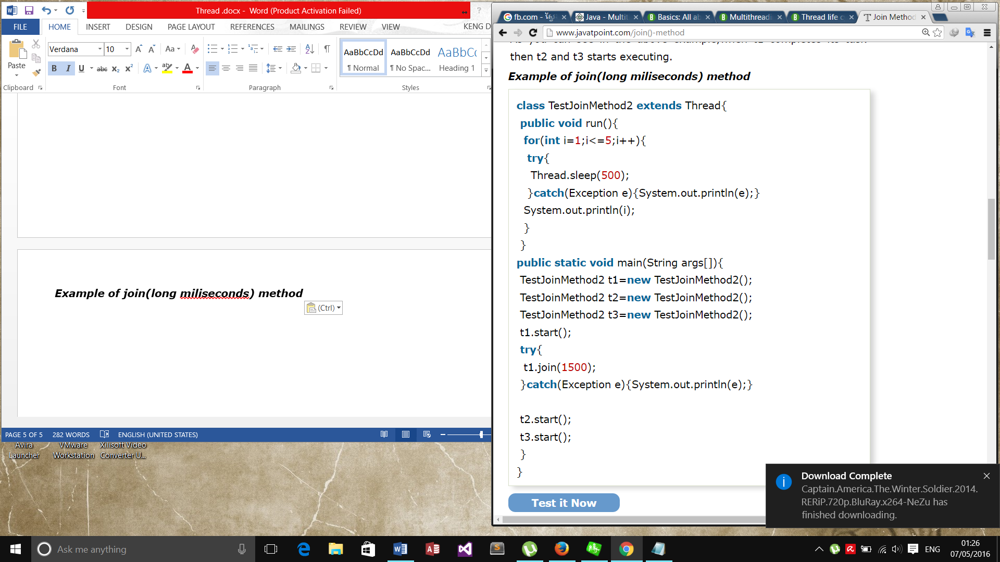 Thread .docx - Word (Product Activation Failed)
FILE HOME INSERT DESIGN PAGE LAYOUT REFERENCES MAILINGS REVIEW VIEW KENG D
Paste
Verdana 10
Aa
B I U abc x₂ x² A A
AaBbCcDd AaBbCcDd AaBbCc
¶ Normal ¶ No Spac... Heading 1
Clipboard Font Paragraph Styles
Example of join(long miliseconds) method
(Ctrl)
PAGE 5 OF 5 282 WORDS ENGLISH (UNITED STATES)
Avira
Launcher
VMware
Workstation
Xilisoft Video
Converter U...
fb.com - Java - Multit Basics: All ab Multithreadi Thread life c Join Method
www.javatpoint.com/join()-method
then t2 and t3 starts executing.
Example of join(long miliseconds) method
class TestJoinMethod2 extends Thread{
public void run(){
for(int i=1;i<=5;i++){
try{
Thread.sleep(500);
}catch(Exception e){System.out.println(e);}
System.out.println(i);
}
}
public static void main(String args[]){
TestJoinMethod2 t1=new TestJoinMethod2();
TestJoinMethod2 t2=new TestJoinMethod2();
TestJoinMethod2 t3=new TestJoinMethod2();
t1.start();
try{
t1.join(1500);
}catch(Exception e){System.out.println(e);}
t2.start();
t3.start();
}
}
Test it Now
Download Complete
Captain.America.The.Winter.Soldier.2014.
RERiP.720p.BluRay.x264-NeZu has
finished downloading.
Ask me anything
ENG
01:26
07/05/2016